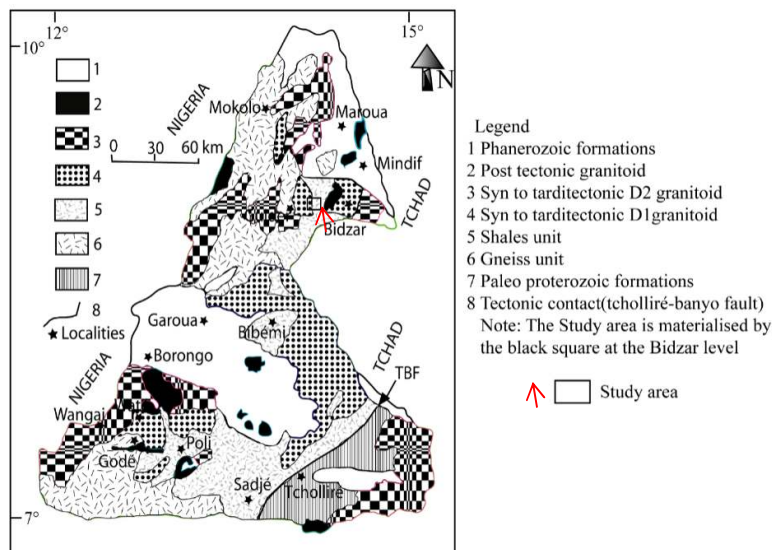 12°
15°
10°
N
1
2
3
4
5
6
7
8
Localities
0 30 60 km
NIGERIA
Mokolo
Maroua
Mindif
TCHAD
Bidzar
Garoua
Bibémi
Borongo
TCHAD
TBF
NIGERIA
Wangai
Poli
Godé
Sadjé
Tcholliré
7°
Legend
1 Phanerozoic formations
2 Post tectonic granitoid
3 Syn to tarditectonic D2 granitoid
4 Syn to tarditectonic D1granitoid
5 Shales unit
6 Gneiss unit
7 Paleo proterozoic formations
8 Tectonic contact(tcholliré-banyo fault)
Note: The Study area is materialised by
the black square at the Bidzar level
Study area